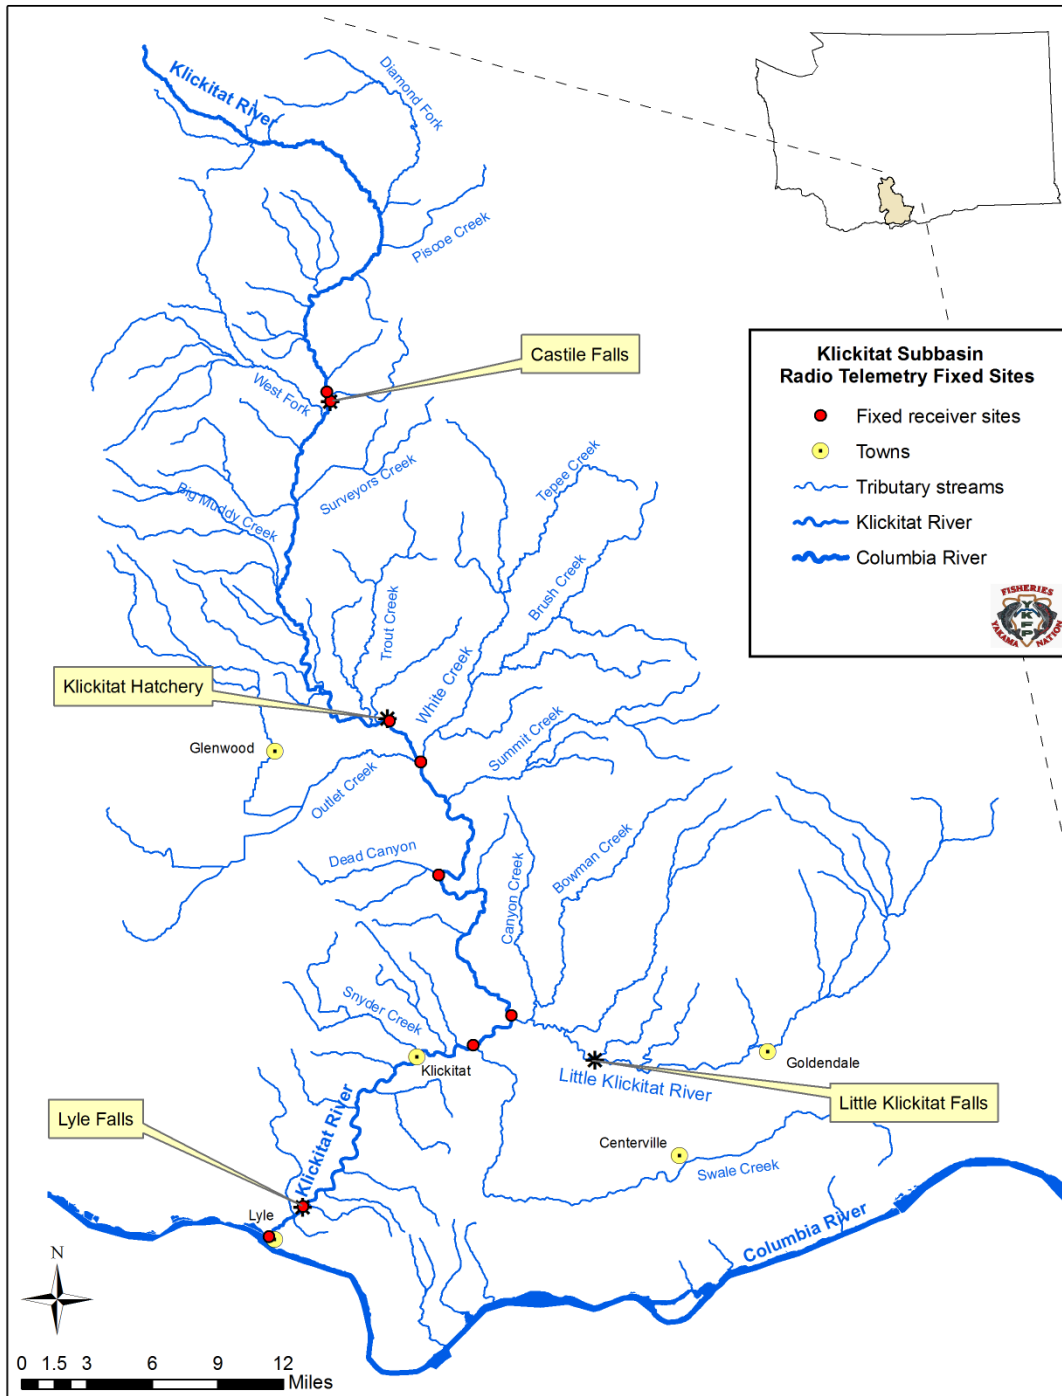 Klickitat River
Diamond Fork
Piscoe Creek
Castile Falls
West Fork
Klickitat Subbasin
Radio Telemetry Fixed Sites
Fixed receiver sites
Towns
Tributary streams
Klickitat River
Columbia River
FISHERIES
YKFP
YAKAMA NATION
Surveyors Creek
Tepee Creek
Big Muddy Creek
Brush Creek
Trout Creek
White Creek
Klickitat Hatchery
Glenwood
Summit Creek
Outlet Creek
Dead Canyon
Canyon Creek
Bowman Creek
Snyder Creek
Klickitat
Goldendale
Little Klickitat River
Little Klickitat Falls
Lyle Falls
Klickitat River
Centerville
Swale Creek
Lyle
Columbia River
N
0 1.5 3 6 9 12
Miles